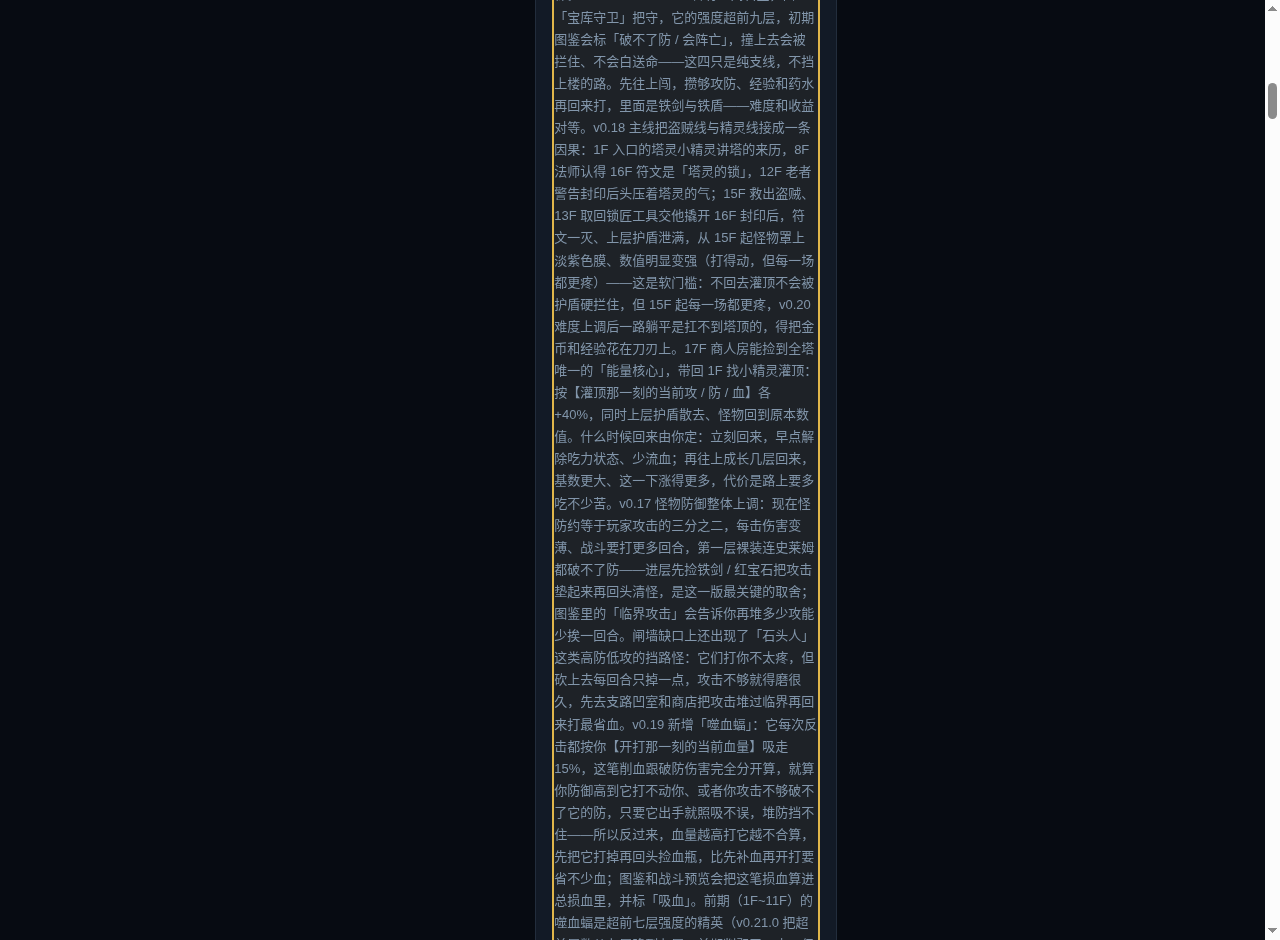 「宝库守卫」把守，它的强度超前九层，初期
图鉴会标「破不了防 / 会阵亡」，撞上去会被
拦住、不会白送命——这四只是纯支线，不挡
上楼的路。先往上闯，攒够攻防、经验和药水
再回来打，里面是铁剑与铁盾——难度和收益
对等。v0.18 主线把盗贼线与精灵线接成一条
因果：1F 入口的塔灵小精灵讲塔的来历，8F
法师认得 16F 符文是「塔灵的锁」，12F 老者
警告封印后头压着塔灵的气；15F 救出盗贼、
13F 取回锁匠工具交他撬开 16F 封印后，符
文一灭、上层护盾泄满，从 15F 起怪物罩上
淡紫色膜、数值明显变强（打得动，但每一场
都更疼）——这是软门槛：不回去灌顶不会被
护盾硬拦住，但 15F 起每一场都更疼，v0.20
难度上调后一路躺平是扛不到塔顶的，得把金
币和经验花在刀刃上。17F 商人房能捡到全塔
唯一的「能量核心」，带回 1F 找小精灵灌顶：
按【灌顶那一刻的当前攻 / 防 / 血】各
+40%，同时上层护盾散去、怪物回到原本数
值。什么时候回来由你定：立刻回来，早点解
除吃力状态、少流血；再往上成长几层回来，
基数更大、这一下涨得更多，代价是路上要多
吃不少苦。v0.17 怪物防御整体上调：现在怪
防约等于玩家攻击的三分之二，每击伤害变
薄、战斗要打更多回合，第一层裸装连史莱姆
都破不了防——进层先捡铁剑 / 红宝石把攻击
垫起来再回头清怪，是这一版最关键的取舍；
图鉴里的「临界攻击」会告诉你再堆多少攻能
少挨一回合。闸墙缺口上还出现了「石头人」
这类高防低攻的挡路怪：它们打你不太疼，但
砍上去每回合只掉一点，攻击不够就得磨很
久，先去支路凹室和商店把攻击堆过临界再回
来打最省血。v0.19 新增「噬血蝠」：它每次反
击都按你【开打那一刻的当前血量】吸走
15%，这笔削血跟破防伤害完全分开算，就算
你防御高到它打不动你、或者你攻击不够破不
了它的防，只要它出手就照吸不误，堆防挡不
住——所以反过来，血量越高打它越不合算，
先把它打掉再回头捡血瓶，比先补血再开打要
省不少血；图鉴和战斗预览会把这笔损血算进
总损血里，并标「吸血」。前期（1F~11F）的
噬血蝠是超前七层强度的精英（v0.21.0 把超